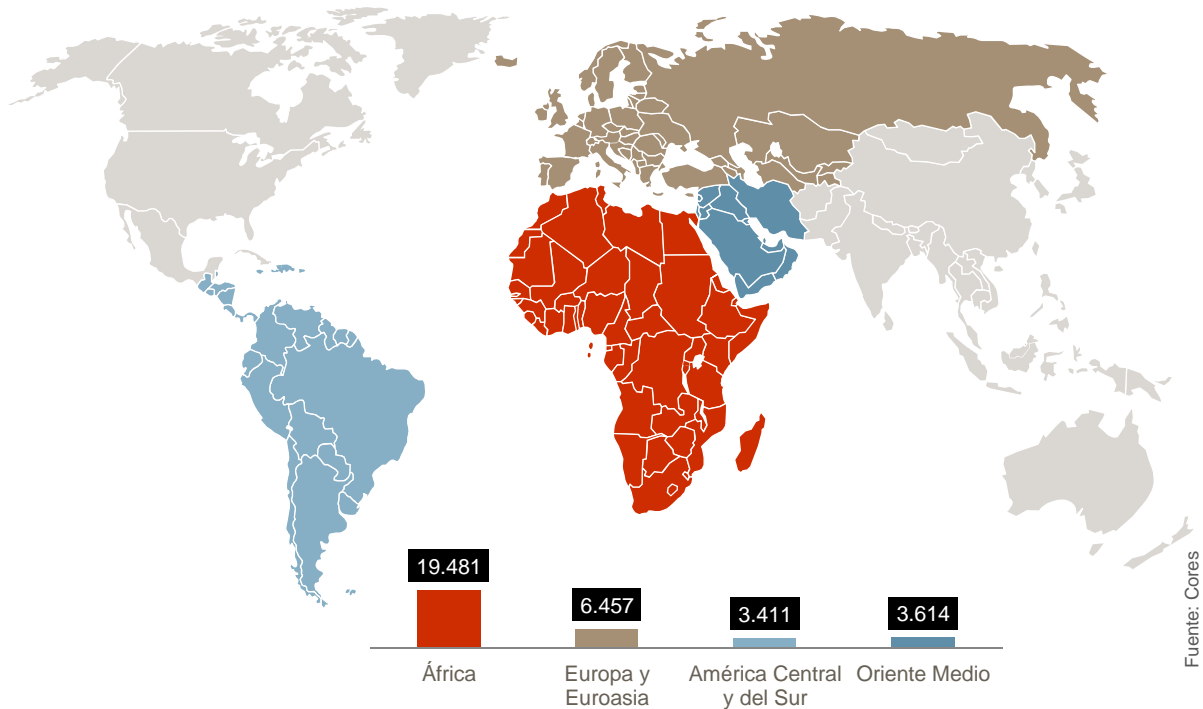 19.481
6.457
3.411
3.614
África
Europa y
Euroasia
América Central
y del Sur
Oriente Medio
Fuente: Cores